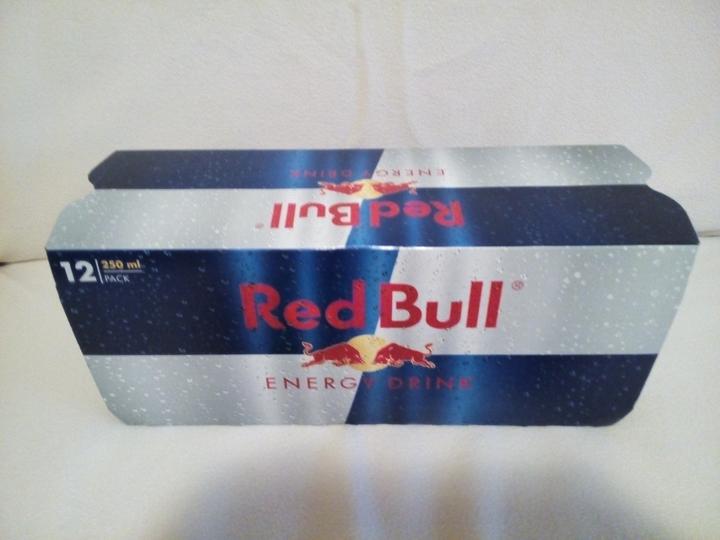 ENERGY DRINK
Red Bull®
12 250 ml
PACK
Red Bull®
ENERGY DRINK